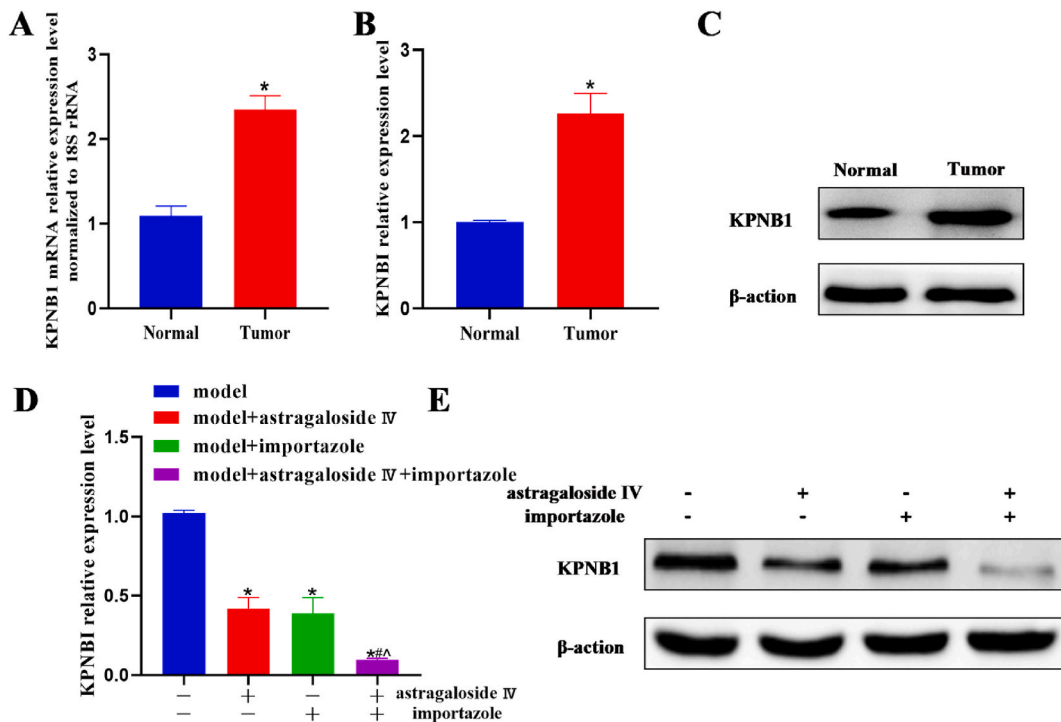 A
KPNB1 mRNA relative expression level
normalized to 18S rRNA
3
2
1
0
*
Normal
Tumor
B
KPNBI relative expression level
3
2
1
0
*
Normal
Tumor
C
Normal Tumor
KPNB1
β-action
D
model
model+astragaloside Ⅳ
model+importazole
model+astragaloside Ⅳ+importazole
KPNBI relative expression level
1.5
1.0
0.5
0.0
* * *#^
− + − + astragaloside Ⅳ
− − + + importazole
E
astragaloside IV - + - +
importazole - - + +
KPNB1
β-action